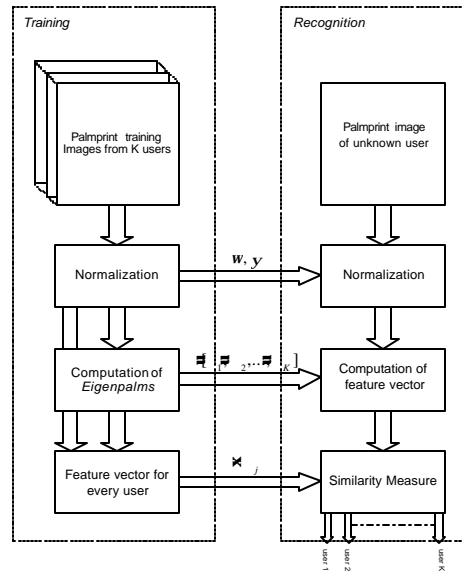 Training
Recognition
Palmprint training
Images from K users
Palmprint image
of unknown user
Normalization
w, y
Normalization
Computation of
Eigenpalms
Computation of
feature vector
Feature vector for
every user
x j
Similarity Measure
user 1
user 2
user K